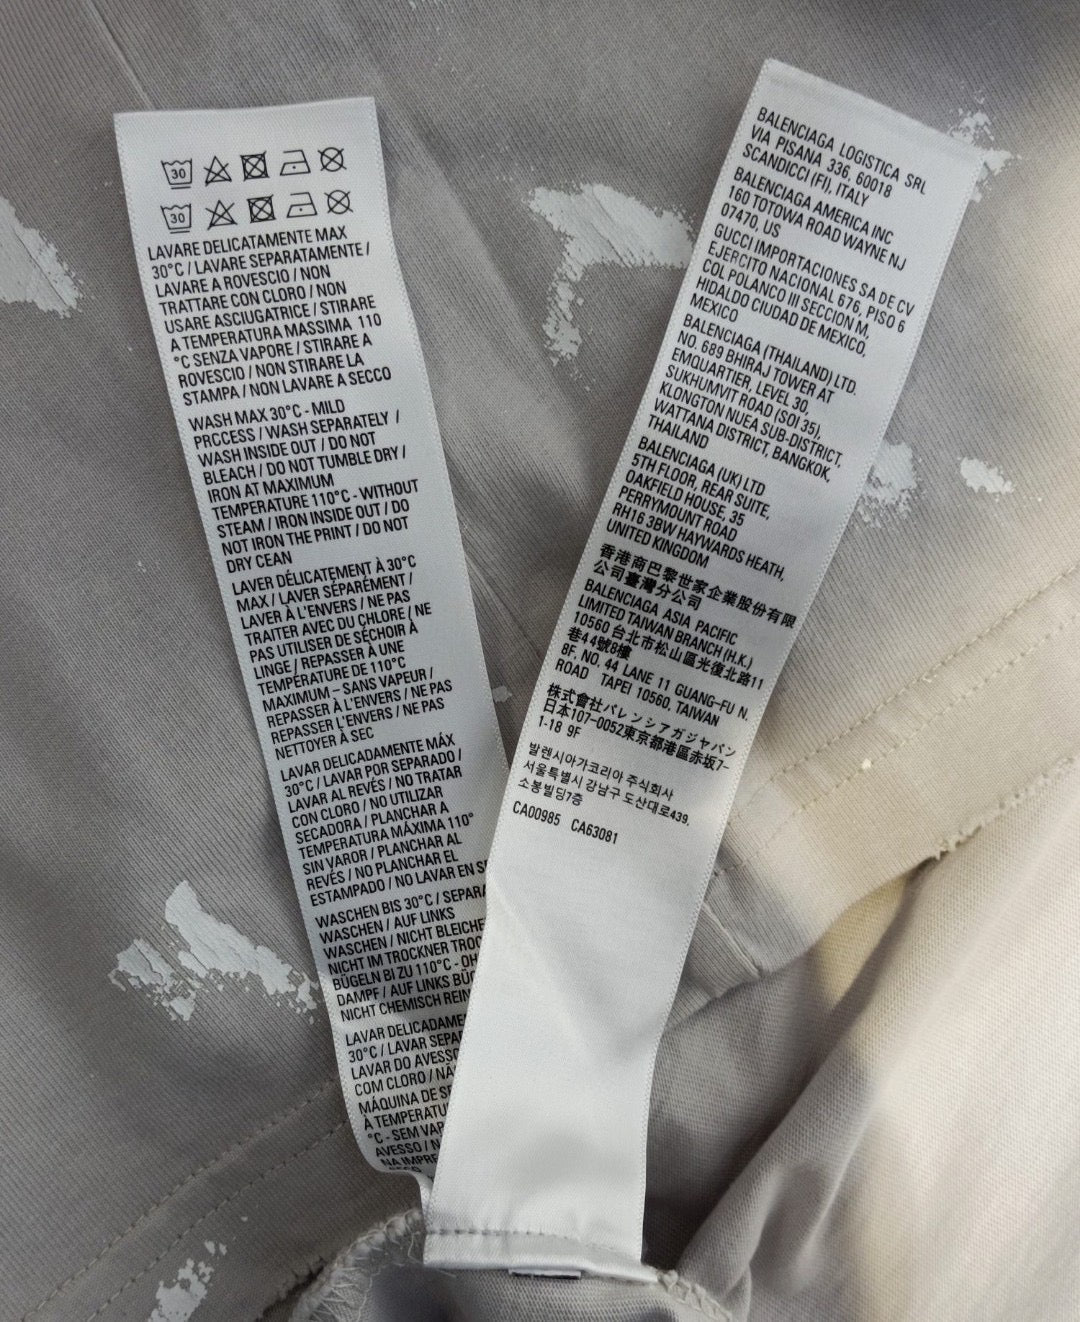 30
30
LAVARE DELICATAMENTE MAX
30°C / LAVARE SEPARATAMENTE /
LAVARE A ROVESCIO / NON
TRATTARE CON CLORO / NON
USARE ASCIUGATRICE / STIRARE
A TEMPERATURA MASSIMA 110
°C SENZA VAPORE / STIRARE A
ROVESCIO / NON STIRARE LA
STAMPA / NON LAVARE A SECCO
WASH MAX 30°C - MILD
PRCCESS / WASH SEPARATELY /
WASH INSIDE OUT / DO NOT
BLEACH / DO NOT TUMBLE DRY /
IRON AT MAXIMUM
TEMPERATURE 110°C - WITHOUT
STEAM / IRON INSIDE OUT / DO
NOT IRON THE PRINT / DO NOT
DRY CEAN
LAVER DÉLICATEMENT À 30°C
MAX / LAVER SÉPARÉMENT /
LAVER À L'ENVERS / NE PAS
TRAITER AVEC DU CHLORE / NE
PAS UTILISER DE SÉCHOIR À
LINGE / REPASSER À UNE
TEMPÉRATURE DE 110°C
MAXIMUM – SANS VAPEUR /
REPASSER À L'ENVERS / NE PAS
REPASSER L'ENVERS / NE PAS
NETTOYER À SEC
LAVAR DELICADAMENTE MÁX
30°C / LAVAR POR SEPARADO /
LAVAR AL REVÉS / NO TRATAR
CON CLORO / NO UTILIZAR
SECADORA / PLANCHAR A
TEMPERATURA MÁXIMA 110°
SIN VAROR / PLANCHAR AL
REVÉS / NO PLANCHAR EL
ESTAMPADO / NO LAVAR EN S
WASCHEN BIS 30°C / SEPARA
WASCHEN / AUF LINKS
WASCHEN / NICHT BLEICHE
NICHT IM TROCKNER TROC
BÜGELN BI ZU 110°C - OH
DAMPF / AUF LINKS BÜG
NICHT CHEMISCH REIN
LAVAR DELICADAME
30°C / LAVAR SEPA
LAVAR DO AVESS
COM CLORO / NÃ
MÁQUINA DE S
À TEMPERATU
°C - SEM VAP
AVESSO / N
NA IMPRE
BALENCIAGA LOGISTICA SRL
VIA PISANA 336, 60018
SCANDICCI (FI), ITALY
BALENCIAGA AMERICA INC
160 TOTOWA ROAD WAYNE NJ
07470, US
GUCCI IMPORTACIONES SA DE CV
EJERCITO NACIONAL 676, PISO 6
COL POLANCO III SECCION M,
HIDALDO CIUDAD DE MEXICO,
MEXICO
BALENCIAGA (THAILAND) LTD.
NO. 689 BHIRAJ TOWER AT
EMQUARTIER, LEVEL 30,
SUKHUMVIT ROAD (SOI 35),
KLONGTON NUEA SUB-DISTRICT,
WATTANA DISTRICT, BANGKOK,
THAILAND
BALENCIAGA (UK) LTD
5TH FLOOR, REAR SUITE,
OAKFIELD HOUSE, 35
PERRYMOUNT ROAD
RH16 3BW HAYWARDS HEATH,
UNITED KINGDOM
香港商巴黎世家企業股份有限
公司臺灣分公司
BALENCIAGA ASIA PACIFIC
LIMITED TAIWAN BRANCH (H.K.)
10560 台北市松山區光復北路11
巷44號8樓
8F, NO. 44 LANE 11 GUANG-FU N.
ROAD TAPEI 10560, TAIWAN
株式會社バレンシアガジャパン
日本107-0052東京都港區赤坂7-
1-18 9F
발렌시아가코리아 주식회사
서울특별시 강남구 도산대로439,
소봉빌딩7층
CA00985 CA63081